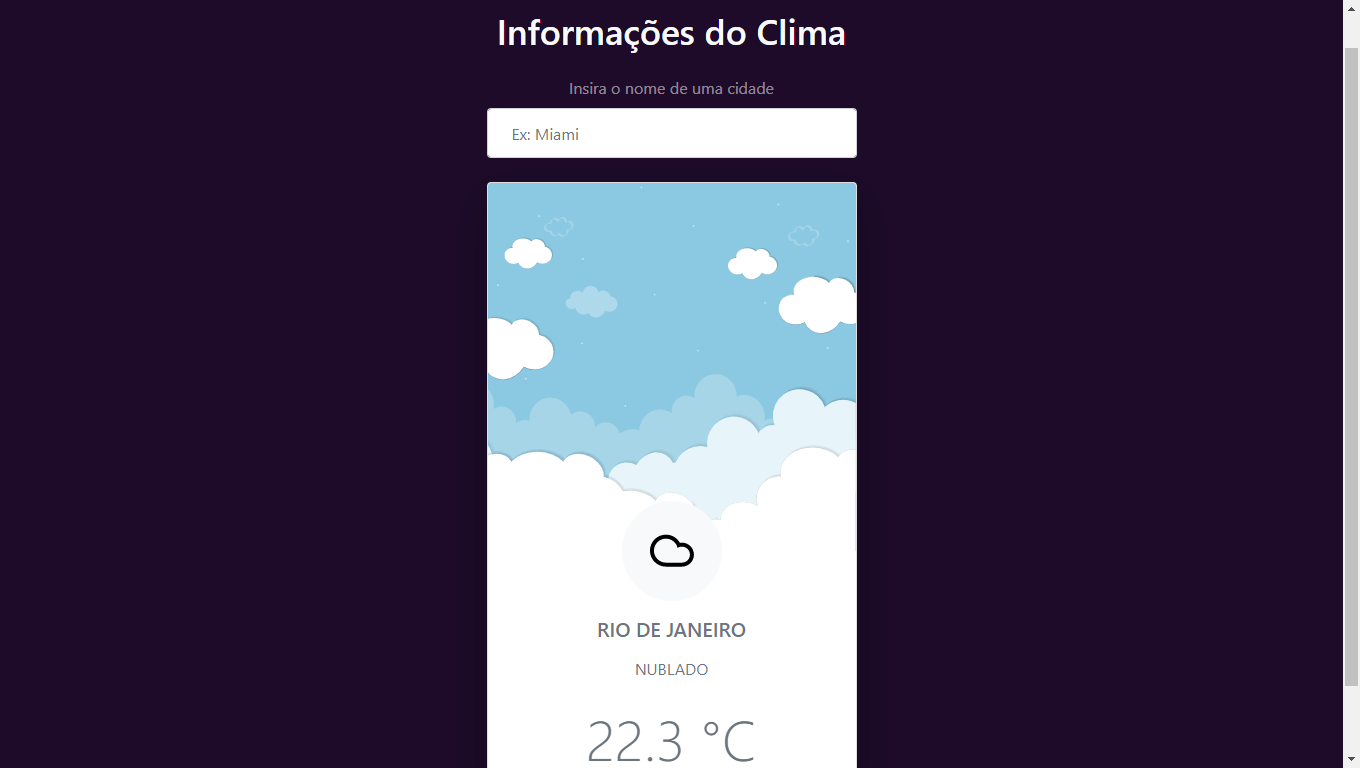 Informações do Clima
Insira o nome de uma cidade
Ex: Miami
RIO DE JANEIRO
NUBLADO
22.3 °C